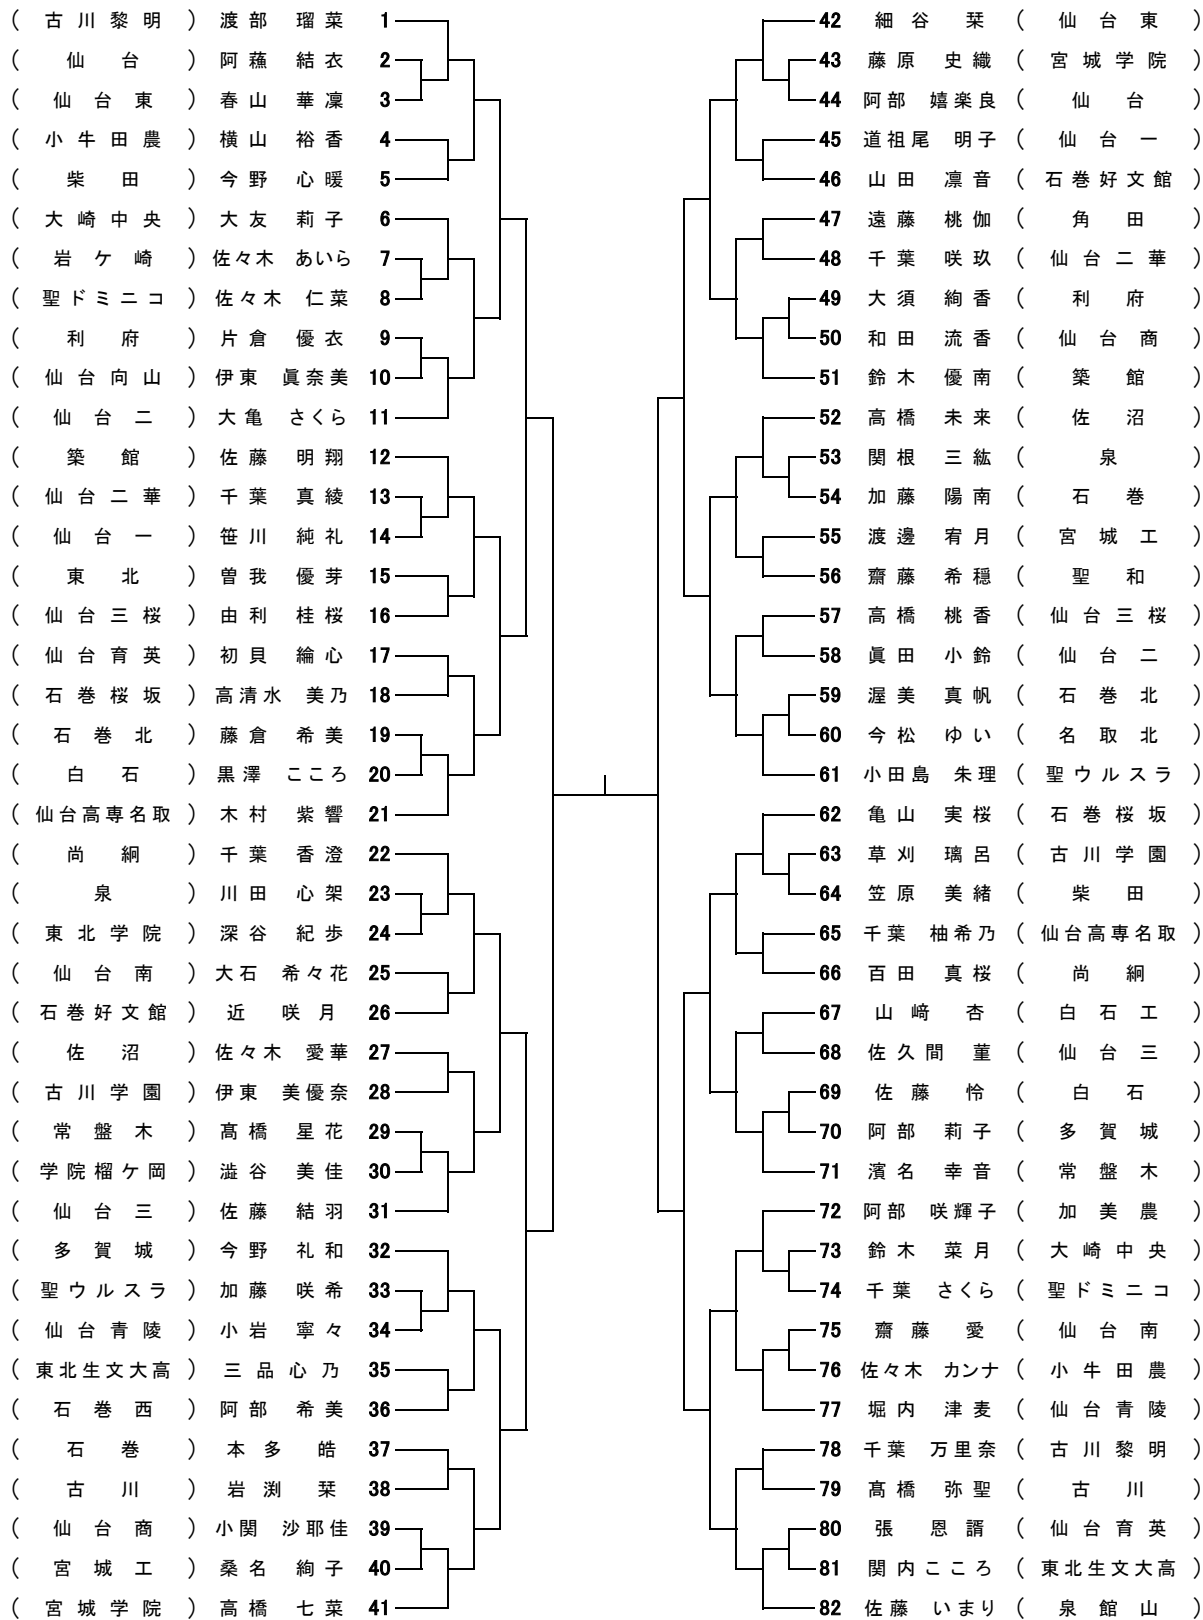 ( 古川黎明 ) 渡部 瑠菜 1
( 仙台 ) 阿蘓 結衣 2
( 仙台東 ) 春山 華凜 3
( 小牛田農 ) 横山 裕香 4
( 柴田 ) 今野 心暖 5
( 大崎中央 ) 大友 莉子 6
( 岩ケ崎 ) 佐々木 あいら 7
( 聖ドミニコ ) 佐々木 仁菜 8
( 利府 ) 片倉 優衣 9
( 仙台向山 ) 伊東 眞奈美 10
( 仙台二 ) 大亀 さくら 11
( 築館 ) 佐藤 明翔 12
( 仙台二華 ) 千葉 真綾 13
( 仙台一 ) 笹川 純礼 14
( 東北 ) 曽我 優芽 15
( 仙台三桜 ) 由利 桂桜 16
( 仙台育英 ) 初貝 綸心 17
( 石巻桜坂 ) 高清水 美乃 18
( 石巻北 ) 藤倉 希美 19
( 白石 ) 黒澤 こころ 20
( 仙台高専名取 ) 木村 紫響 21
( 尚絅 ) 千葉 香澄 22
( 泉 ) 川田 心架 23
( 東北学院 ) 深谷 紀歩 24
( 仙台南 ) 大石 希々花 25
( 石巻好文館 ) 近 咲月 26
( 佐沼 ) 佐々木 愛華 27
( 古川学園 ) 伊東 美優奈 28
( 常盤木 ) 髙橋 星花 29
( 学院榴ケ岡 ) 澁谷 美佳 30
( 仙台三 ) 佐藤 結羽 31
( 多賀城 ) 今野 礼和 32
( 聖ウルスラ ) 加藤 咲希 33
( 仙台青陵 ) 小岩 寧々 34
( 東北生文大高 ) 三品心乃 35
( 石巻西 ) 阿部 希美 36
( 石巻 ) 本多 皓 37
( 古川 ) 岩渕 栞 38
( 仙台商 ) 小関 沙耶佳 39
( 宮城工 ) 桑名 絢子 40
( 宮城学院 ) 高橋 七菜 41
42 細谷 栞 ( 仙台東 )
43 藤原 史織 ( 宮城学院 )
44 阿部 嬉楽良 ( 仙台 )
45 道祖尾 明子 ( 仙台一 )
46 山田 凛音 ( 石巻好文館 )
47 遠藤 桃伽 ( 角田 )
48 千葉 咲玖 ( 仙台二華 )
49 大須 絢香 ( 利府 )
50 和田 流香 ( 仙台商 )
51 鈴木 優南 ( 築館 )
52 高橋 未来 ( 佐沼 )
53 関根 三紘 ( 泉 )
54 加藤 陽南 ( 石巻 )
55 渡邊 宥月 ( 宮城工 )
56 齋藤 希穏 ( 聖和 )
57 高橋 桃香 ( 仙台三桜 )
58 眞田 小鈴 ( 仙台二 )
59 渥美 真帆 ( 石巻北 )
60 今松 ゆい ( 名取北 )
61 小田島 朱理 ( 聖ウルスラ )
62 亀山 実桜 ( 石巻桜坂 )
63 草刈 璃呂 ( 古川学園 )
64 笠原 美緒 ( 柴田 )
65 千葉 柚希乃 ( 仙台高専名取 )
66 百田 真桜 ( 尚絅 )
67 山﨑 杏 ( 白石工 )
68 佐久間 菫 ( 仙台三 )
69 佐藤 怜 ( 白石 )
70 阿部 莉子 ( 多賀城 )
71 濱名 幸音 ( 常盤木 )
72 阿部 咲輝子 ( 加美農 )
73 鈴木 菜月 ( 大崎中央 )
74 千葉 さくら ( 聖ドミニコ )
75 齋藤 愛 ( 仙台南 )
76 佐々木 カンナ ( 小牛田農 )
77 堀内 津麦 ( 仙台青陵 )
78 千葉 万里奈 ( 古川黎明 )
79 髙橋 弥聖 ( 古川 )
80 張 恩諝 ( 仙台育英 )
81 関内こころ ( 東北生文大高 )
82 佐藤 いまり ( 泉館山 )